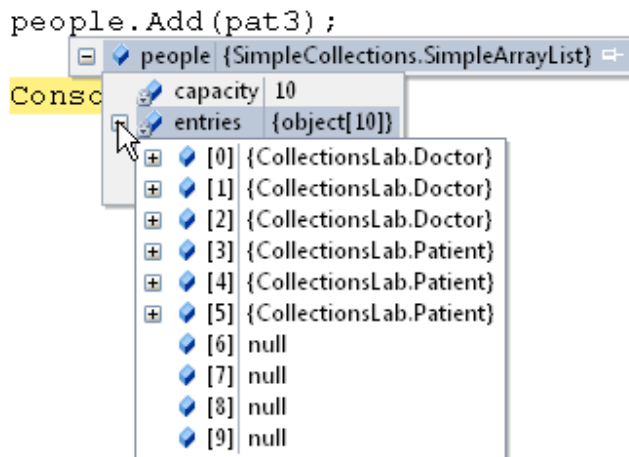 people.Add(pat3);
people {SimpleCollections.SimpleArrayList}
Consc
capacity 10
entries {object[10]}
[0] {CollectionsLab.Doctor}
[1] {CollectionsLab.Doctor}
[2] {CollectionsLab.Doctor}
[3] {CollectionsLab.Patient}
[4] {CollectionsLab.Patient}
[5] {CollectionsLab.Patient}
[6] null
[7] null
[8] null
[9] null